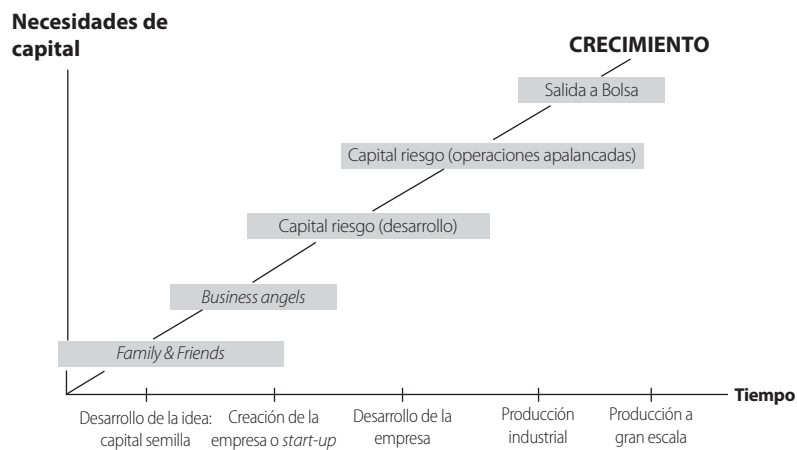 Necesidades de
capital
CRECIMIENTO
Salida a Bolsa
Capital riesgo (operaciones apalancadas)
Capital riesgo (desarrollo)
Business angels
Family & Friends
Tiempo
Desarrollo de la idea:
capital semilla
Creación de la
empresa o start-up
Desarrollo de la
empresa
Producción
industrial
Producción a
gran escala